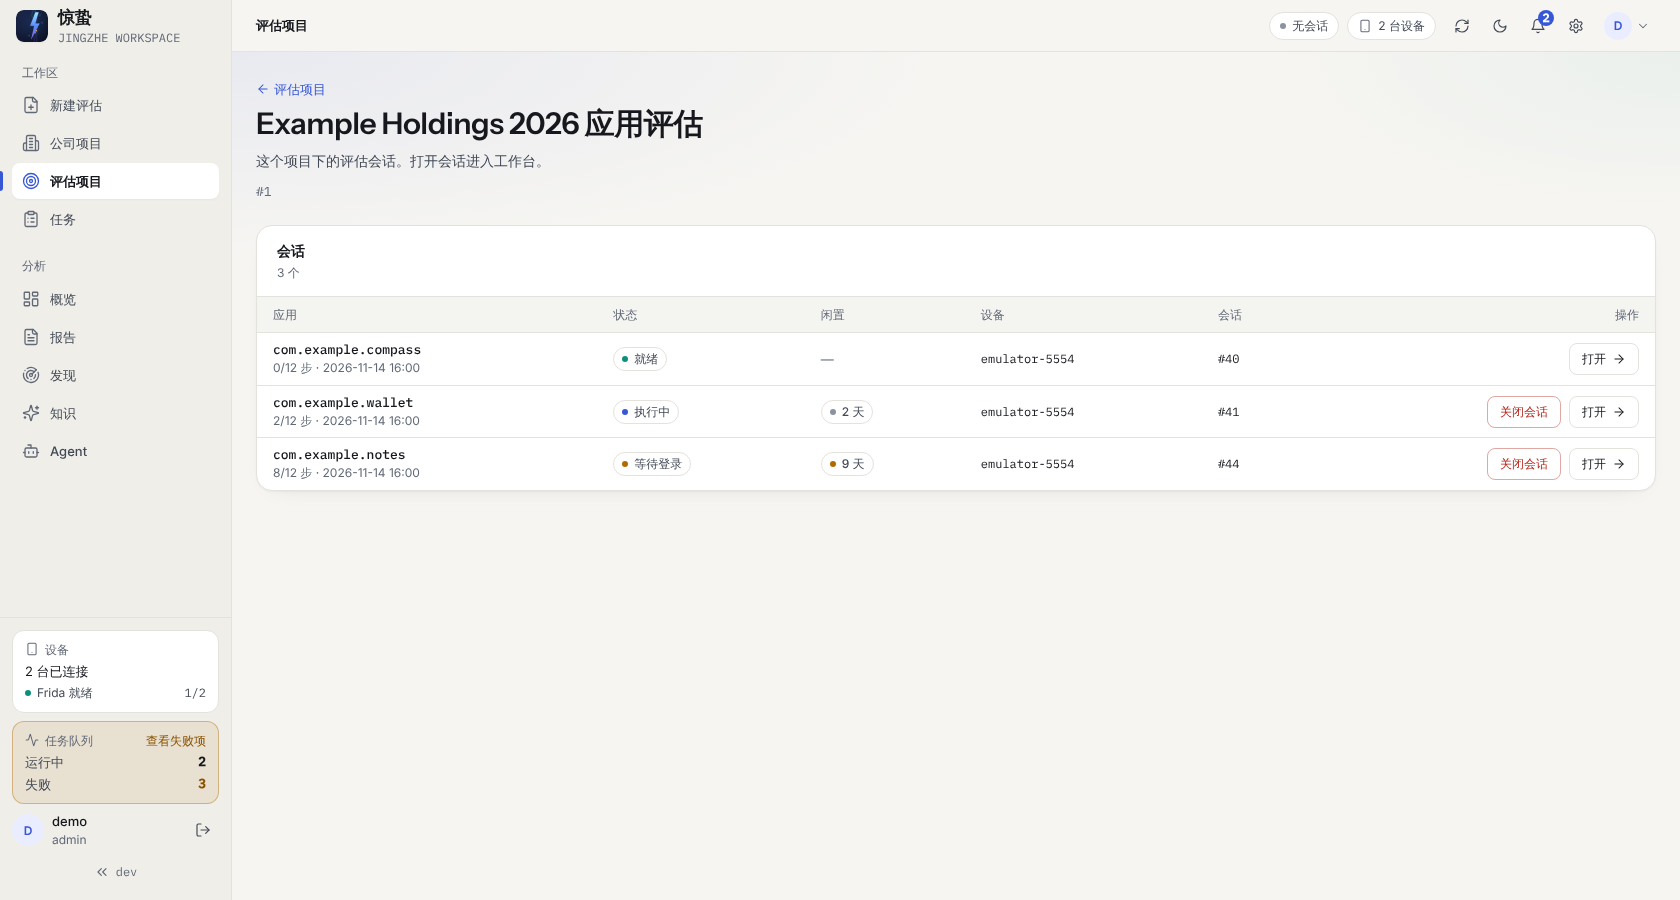 惊蛰
JINGZHE WORKSPACE
工作区
新建评估
公司项目
评估项目
任务
分析
概览
报告
发现
知识
Agent
设备
2 台已连接
Frida 就绪 1/2
任务队列 查看失败项
运行中 2
失败 3
D demo
admin
dev
评估项目 无会话 2 台设备 2 D
← 评估项目
Example Holdings 2026 应用评估
这个项目下的评估会话。打开会话进入工作台。
#1
会话
3 个
应用 状态 闲置 设备 会话 操作
com.example.compass
0/12 步 · 2026-11-14 16:00
就绪 — emulator-5554 #40 打开 →
com.example.wallet
2/12 步 · 2026-11-14 16:00
执行中 2 天 emulator-5554 #41 关闭会话 打开 →
com.example.notes
8/12 步 · 2026-11-14 16:00
等待登录 9 天 emulator-5554 #44 关闭会话 打开 →